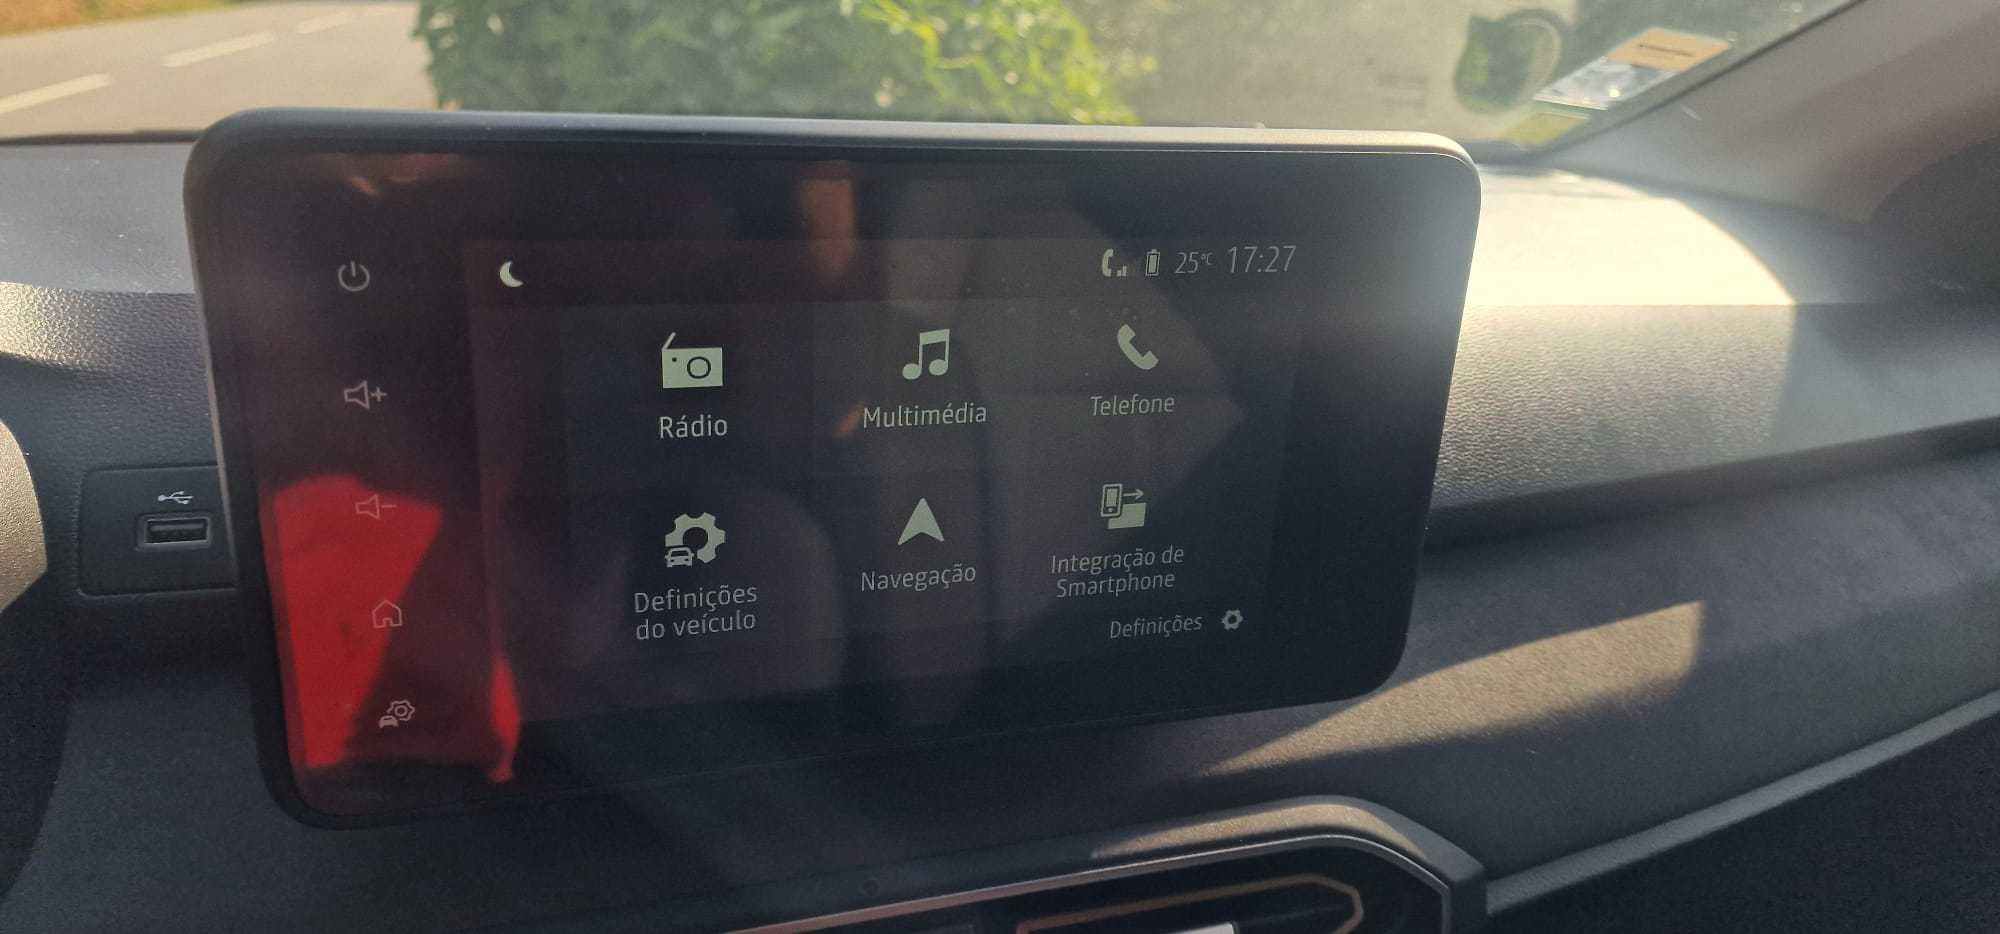 25°C 17:27
Rádio
Multimédia
Telefone
Definições
do veículo
Navegação
Integração de
Smartphone
Definições